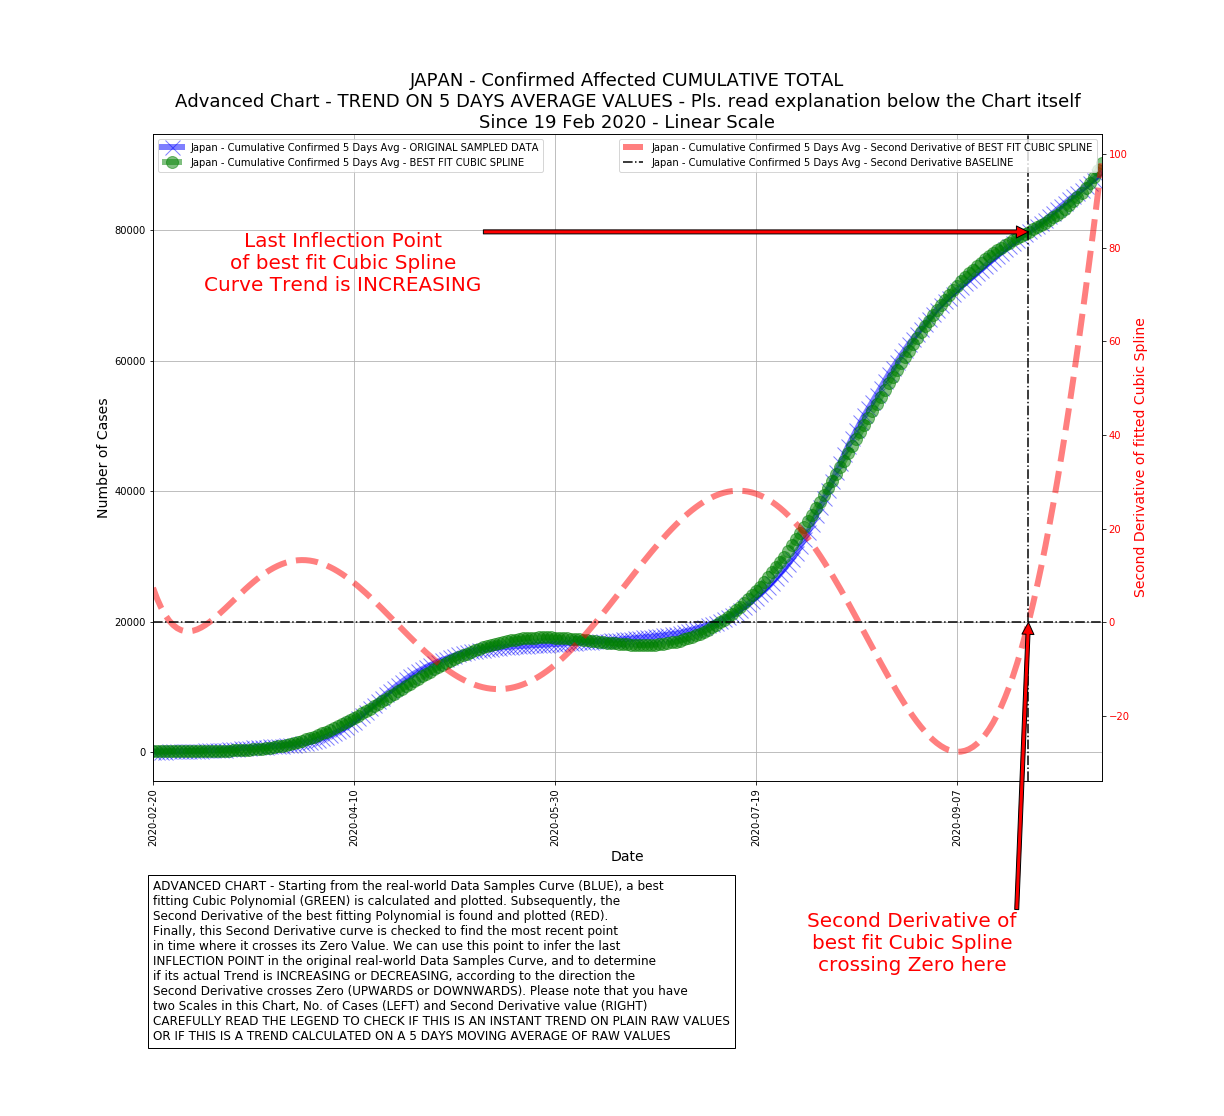 JAPAN - Confirmed Affected CUMULATIVE TOTAL
Advanced Chart - TREND ON 5 DAYS AVERAGE VALUES - Pls. read explanation below the Chart itself
Since 19 Feb 2020 - Linear Scale
Japan - Cumulative Confirmed 5 Days Avg - ORIGINAL SAMPLED DATA
Japan - Cumulative Confirmed 5 Days Avg - BEST FIT CUBIC SPLINE
Japan - Cumulative Confirmed 5 Days Avg - Second Derivative of BEST FIT CUBIC SPLINE
Japan - Cumulative Confirmed 5 Days Avg - Second Derivative BASELINE
Last Inflection Point
of best fit Cubic Spline
Curve Trend is INCREASING
Number of Cases
80000
60000
40000
20000
0
100
80
60
40
20
0
−20
Second Derivative of fitted Cubic Spline
2020-02-20
2020-04-10
2020-05-30
2020-07-19
2020-09-07
Date
ADVANCED CHART - Starting from the real-world Data Samples Curve (BLUE), a best
fitting Cubic Polynomial (GREEN) is calculated and plotted. Subsequently, the
Second Derivative of the best fitting Polynomial is found and plotted (RED).
Finally, this Second Derivative curve is checked to find the most recent point
in time where it crosses its Zero Value. We can use this point to infer the last
INFLECTION POINT in the original real-world Data Samples Curve, and to determine
if its actual Trend is INCREASING or DECREASING, according to the direction the
Second Derivative crosses Zero (UPWARDS or DOWNWARDS). Please note that you have
two Scales in this Chart, No. of Cases (LEFT) and Second Derivative value (RIGHT)
CAREFULLY READ THE LEGEND TO CHECK IF THIS IS AN INSTANT TREND ON PLAIN RAW VALUES
OR IF THIS IS A TREND CALCULATED ON A 5 DAYS MOVING AVERAGE OF RAW VALUES
Second Derivative of
best fit Cubic Spline
crossing Zero here